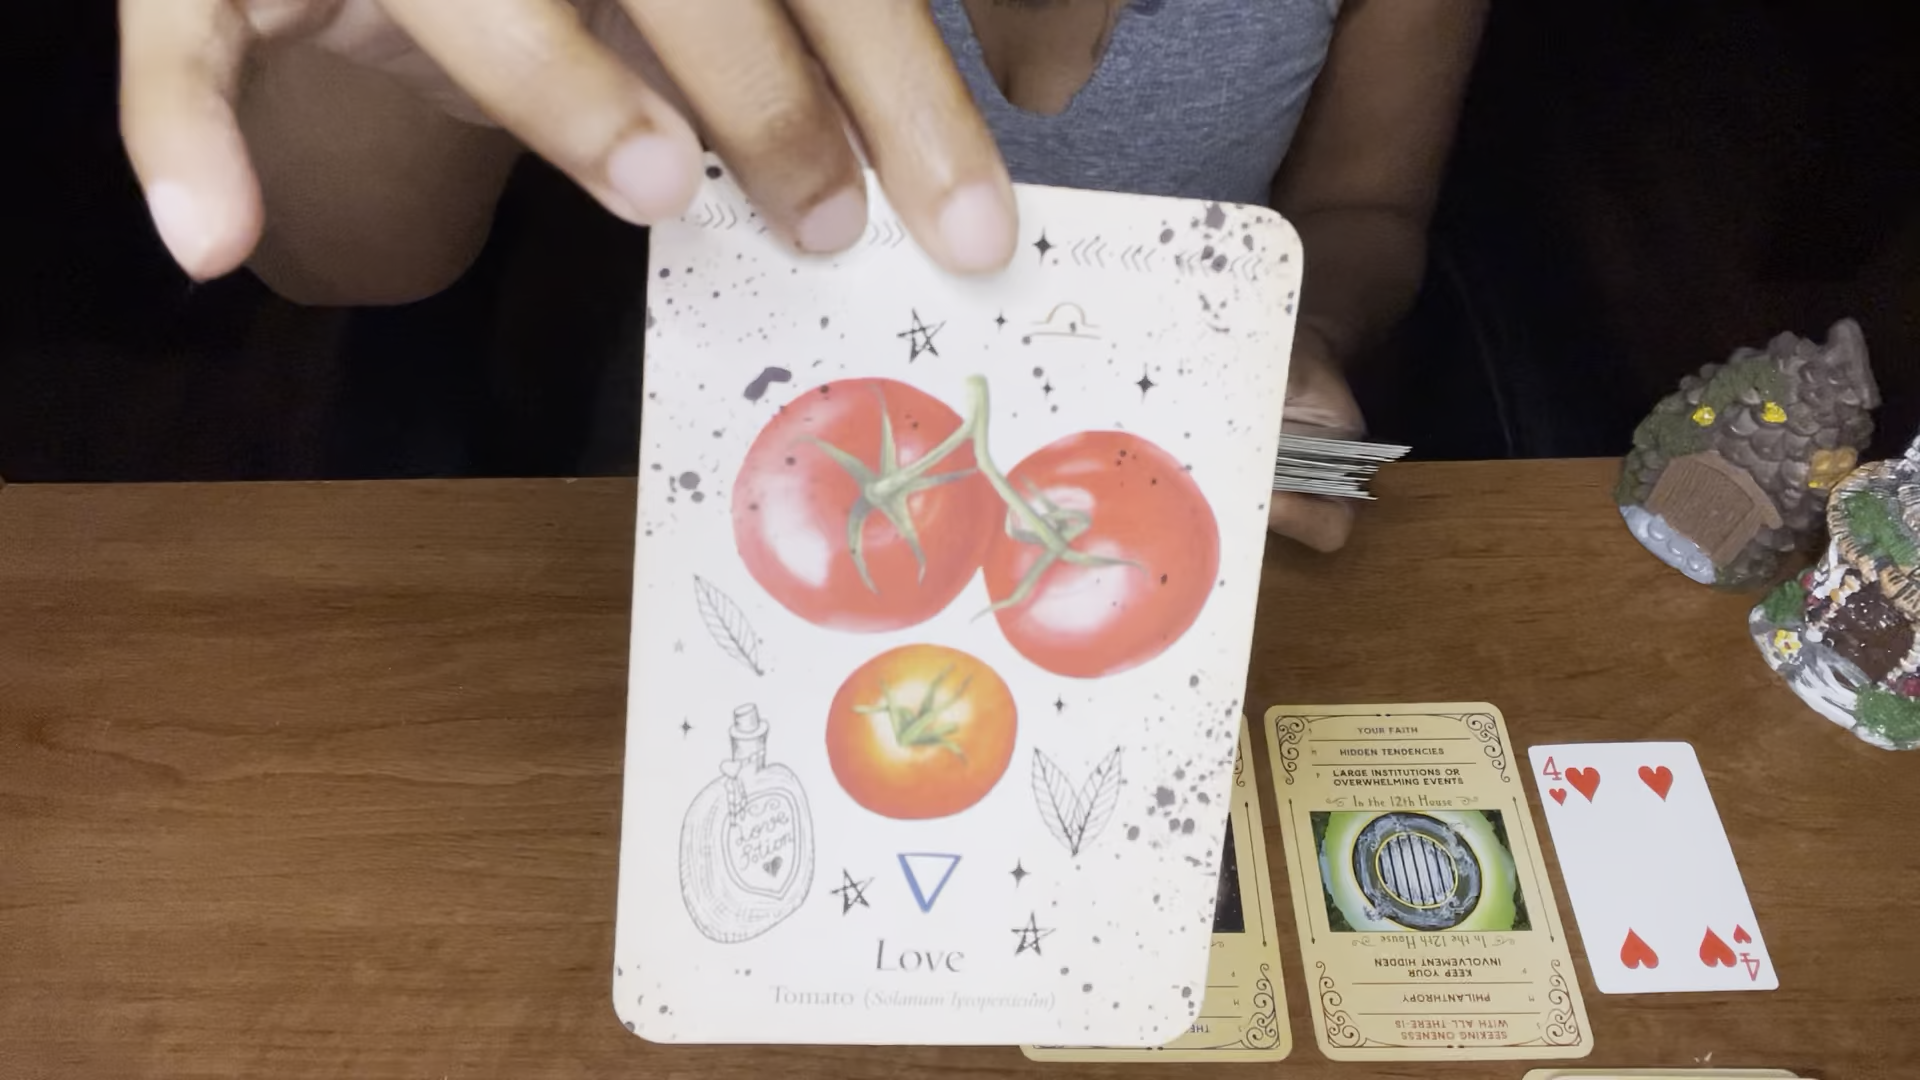 Love
Potion
Love
Tomato (Solanum lycopersicum)
YOUR FAITH
HIDDEN TENDENCIES
LARGE INSTITUTIONS OR
OVERWHELMING EVENTS
In the 12th House
In the 12th House
KEEP YOUR
INVOLVEMENT HIDDEN
PHILANTHROPY
SEEKING ONENESS
WITH ALL THERE IS
4
4